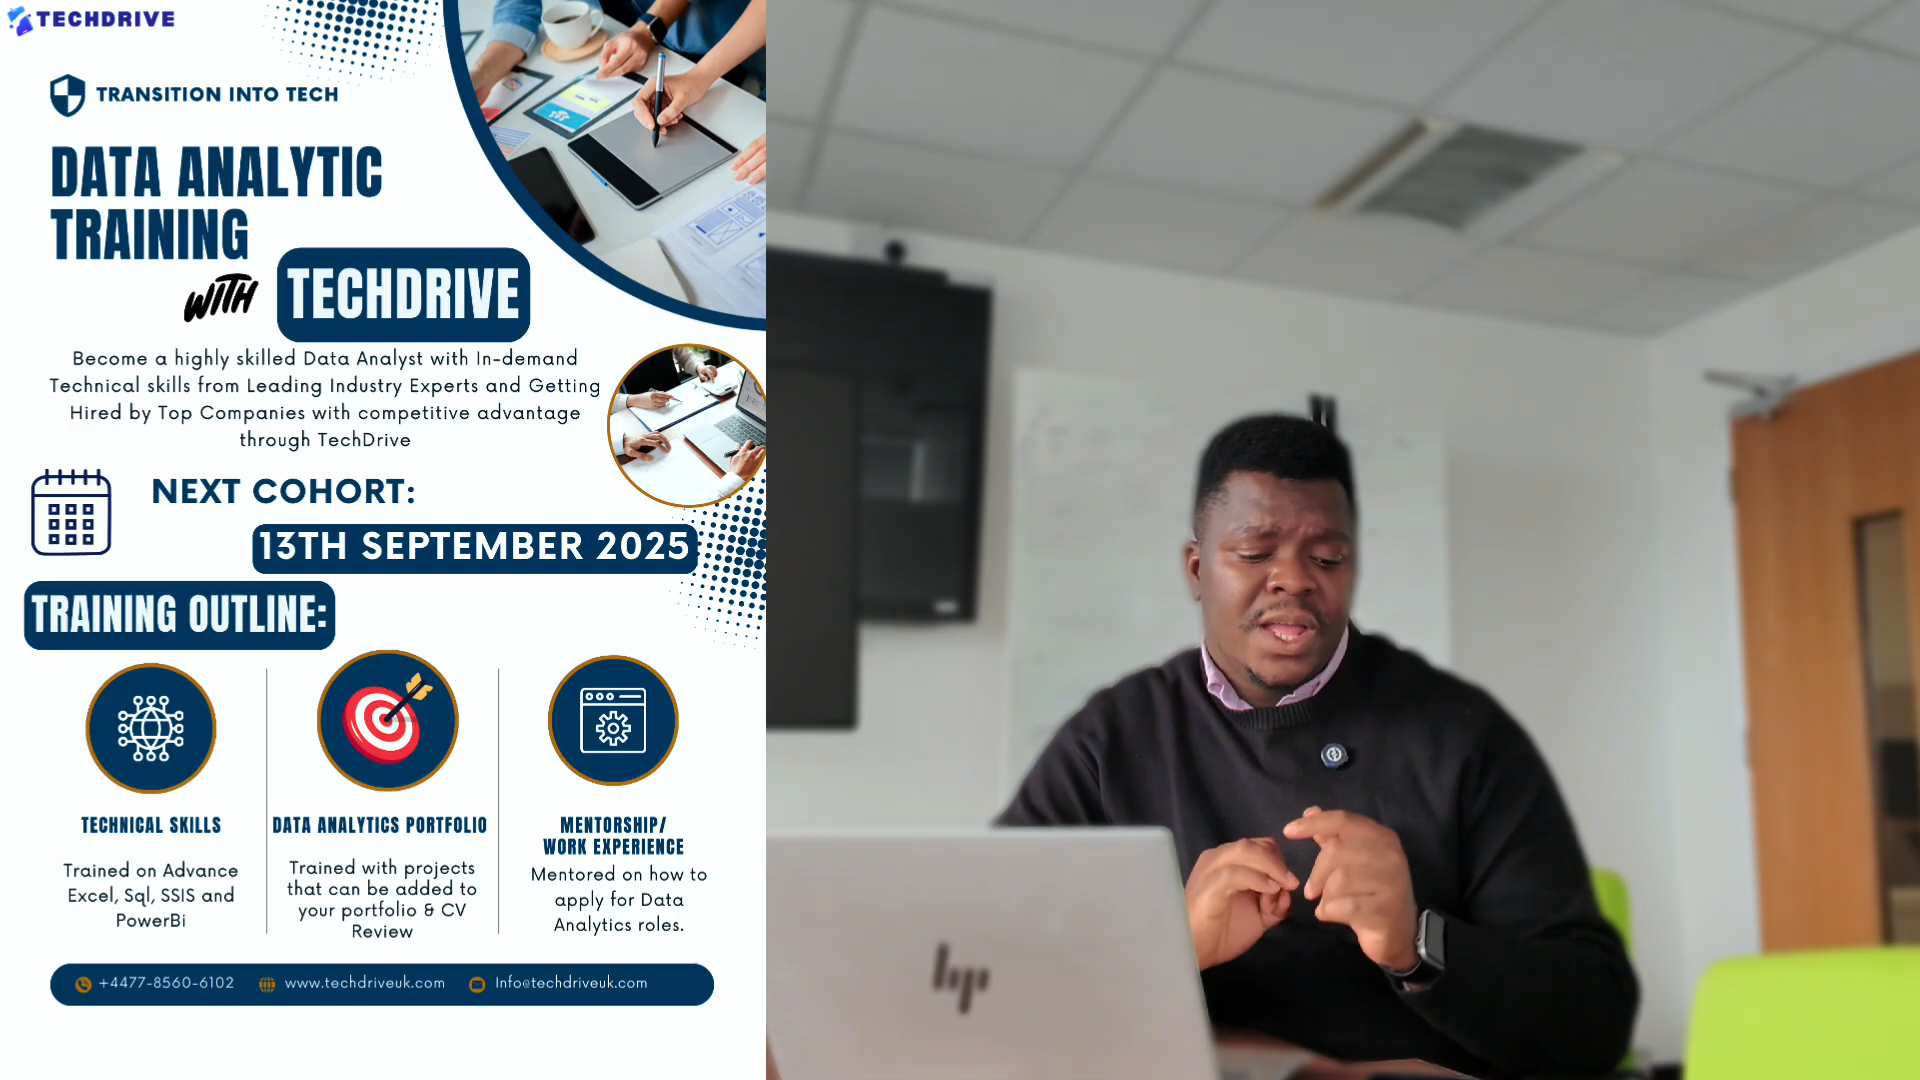 TECHDRIVE
TRANSITION INTO TECH
DATA ANALYTIC
TRAINING
WITH
TECHDRIVE
Become a highly skilled Data Analyst with In-demand
Technical skills from Leading Industry Experts and Getting
Hired by Top Companies with competitive advantage
through TechDrive
NEXT COHORT:
13TH SEPTEMBER 2025
TRAINING OUTLINE:
TECHNICAL SKILLS
Trained on Advance
Excel, Sql, SSIS and
PowerBi
DATA ANALYTICS PORTFOLIO
Trained with projects
that can be added to
your portfolio & CV
Review
MENTORSHIP/
WORK EXPERIENCE
Mentored on how to
apply for Data
Analytics roles.
+4477-8560-6102
www.techdriveuk.com
Info@techdriveuk.com
hp